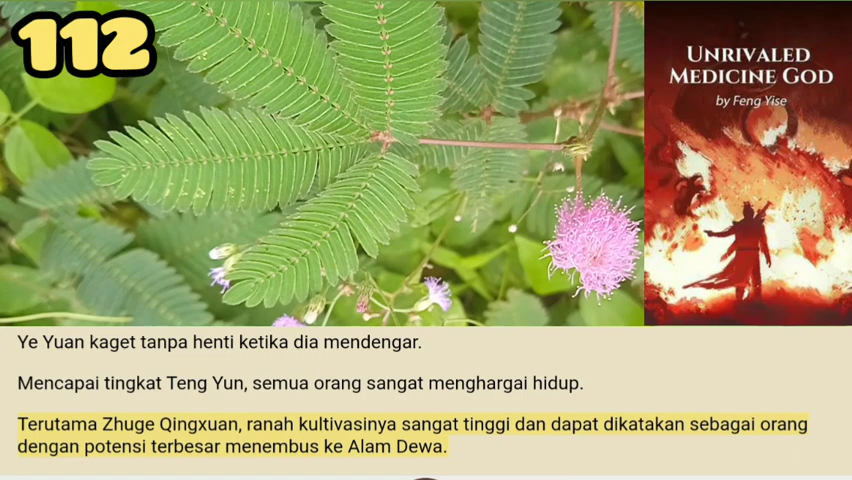 112
UNRIVALED
MEDICINE GOD
by Feng Yise
Ye Yuan kaget tanpa henti ketika dia mendengar.
Mencapai tingkat Teng Yun, semua orang sangat menghargai hidup.
Terutama Zhuge Qingxuan, ranah kultivasinya sangat tinggi dan dapat dikatakan sebagai orang
dengan potensi terbesar menembus ke Alam Dewa.